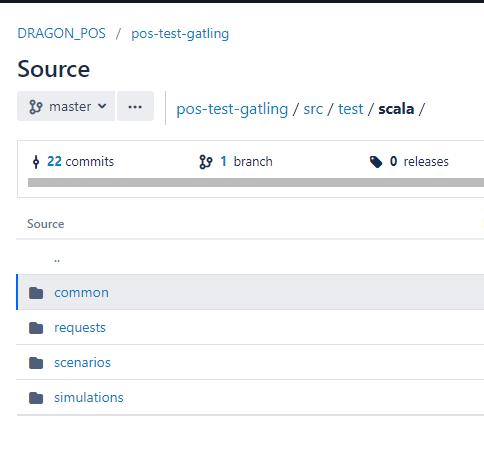 DRAGON_POS / pos-test-gatling
Source
master ... pos-test-gatling / src / test / scala /
22 commits 1 branch 0 releases
Source
..
common
requests
scenarios
simulations